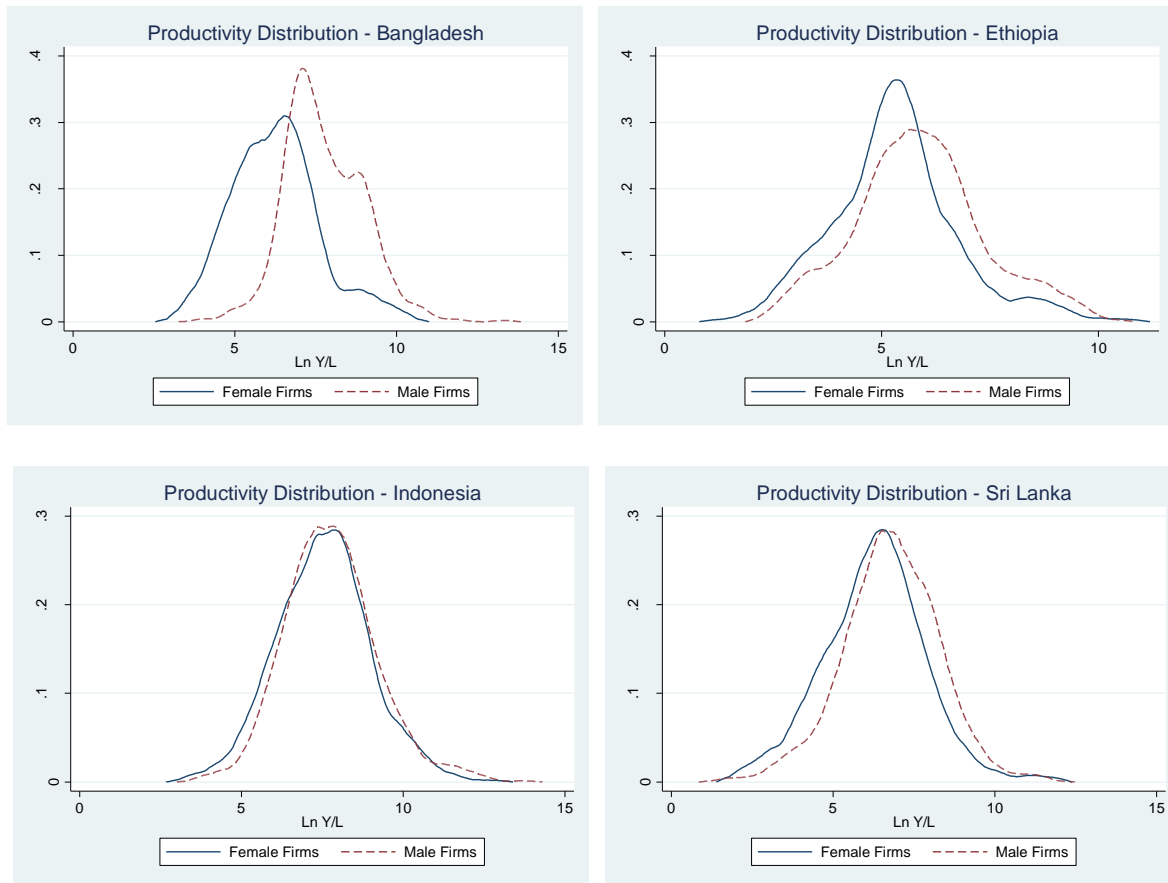 Productivity Distribution - Bangladesh
.4
.3
.2
.1
0
0 5 10 15
Ln Y/L
Female Firms Male Firms
Productivity Distribution - Ethiopia
.4
.3
.2
.1
0
0 5 10
Ln Y/L
Female Firms Male Firms
Productivity Distribution - Indonesia
.3
.2
.1
0
0 5 10 15
Ln Y/L
Female Firms Male Firms
Productivity Distribution - Sri Lanka
.3
.2
.1
0
0 5 10 15
Ln Y/L
Female Firms Male Firms